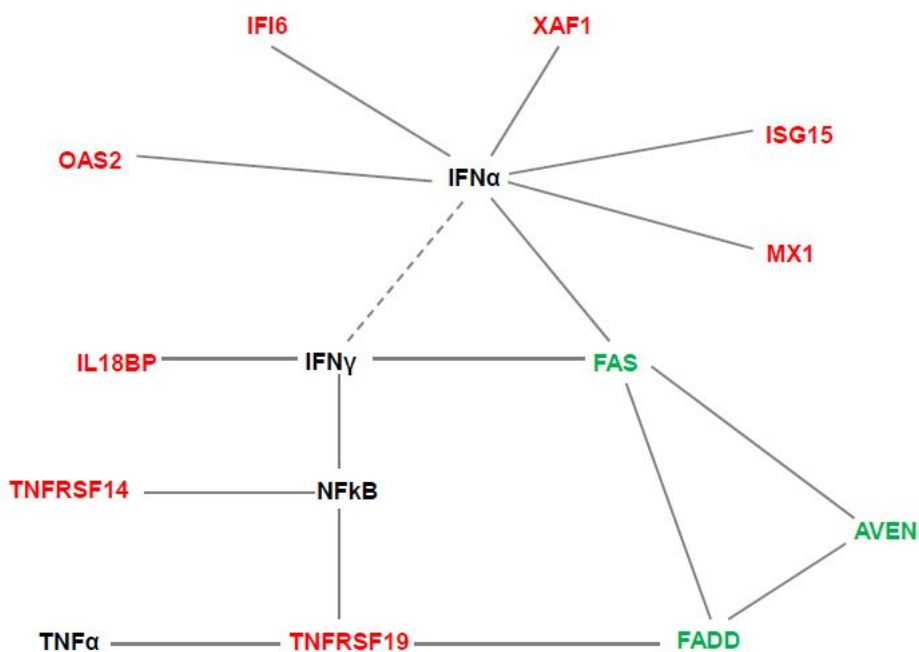 IFI6
XAF1
ISG15
OAS2
IFNα
MX1
IL18BP
IFNγ
FAS
TNFRSF14
NFkB
AVEN
TNFα
TNFRSF19
FADD